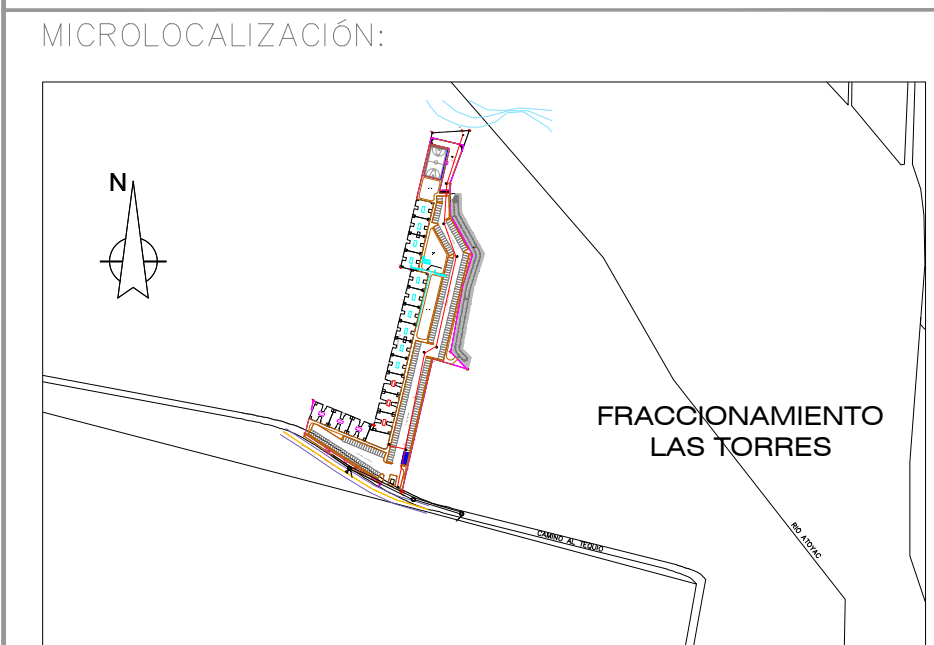 MICROLOCALIZACIÓN:
N
FRACCIONAMIENTO
LAS TORRES
CAMINO AL TEQUIO
RIO ATOYAC